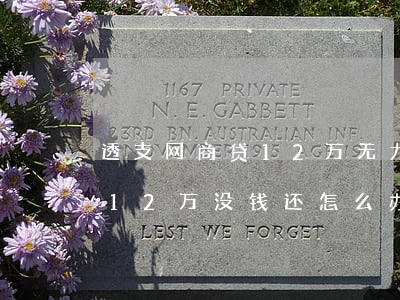 1167 PRIVATE
N. E. GABBETT
23RD BN. AUSTRALIAN INF.
透支网商贷12万无力
12万没钱还怎么办
LEST WE FORGET